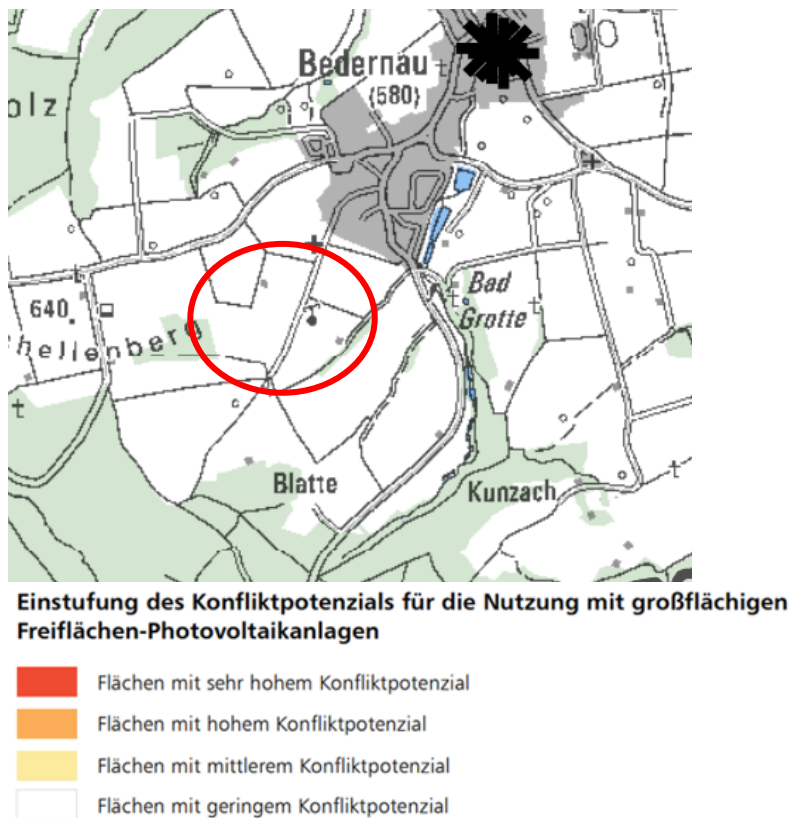 Bedernau
(580)
olz
Bad
Grotte
640
hellenberg
Blatte
Kunzach
Einstufung des Konfliktpotenzials für die Nutzung mit großflächigen
Freiflächen-Photovoltaikanlagen
Flächen mit sehr hohem Konfliktpotenzial
Flächen mit hohem Konfliktpotenzial
Flächen mit mittlerem Konfliktpotenzial
Flächen mit geringem Konfliktpotenzial